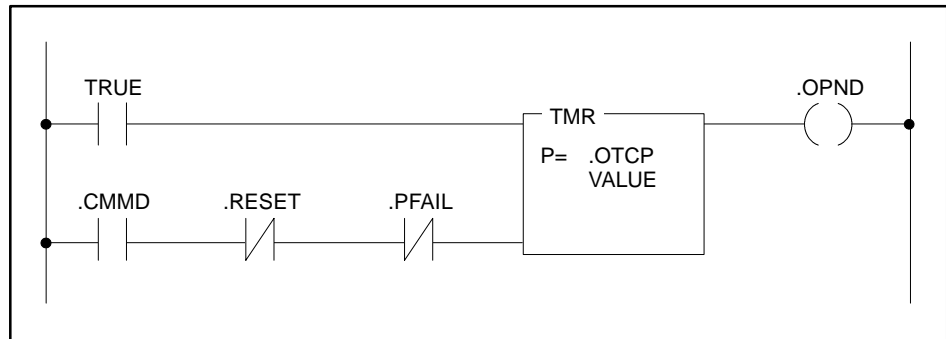 TRUE
.OPND
TMR
P= .OTCP
VALUE
.CMMD .RESET .PFAIL